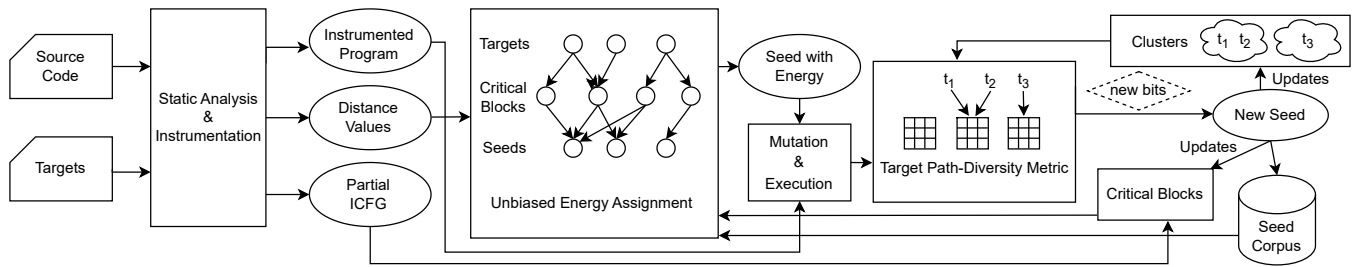 Source
Code
Targets
Static Analysis
&
Instrumentation
Instrumented
Program
Distance
Values
Partial
ICFG
Targets
Critical
Blocks
Seeds
Unbiased Energy Assignment
Seed with
Energy
Mutation
&
Execution
t1 t2 t3
Target Path-Diversity Metric
new bits
Clusters t1 t2 t3
Updates
New Seed
Updates
Critical Blocks
Seed
Corpus